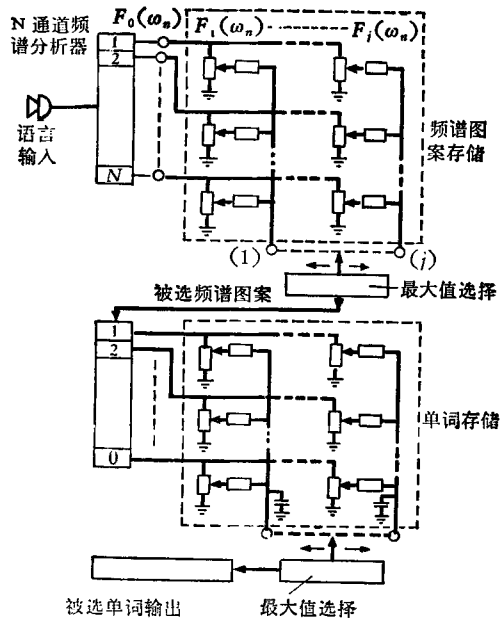 N 通道频
谱分析器
F₀(ωₙ)
F₁(ωₙ)
Fⱼ(ωₙ)
1
2
N
语言
输入
频谱图
案存储
(1)
(j)
被选频谱图案
最大值选择
1
2
0
单词存储
被选单词输出
最大值选择